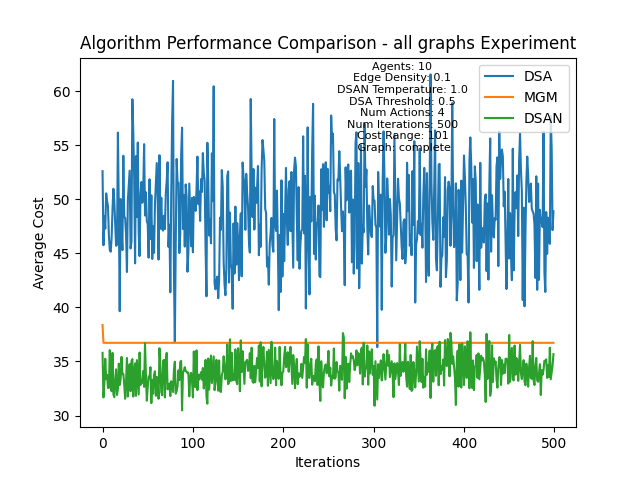 Algorithm Performance Comparison - all graphs Experiment
Agents: 10
Edge Density: 0.1
DSAN Temperature: 1.0
DSA Threshold: 0.5
Num Actions: 4
Num Iterations: 500
Cost Range: 101
Graph: complete
DSA
MGM
DSAN
Average Cost
60
55
50
45
40
35
30
0
100
200
300
400
500
Iterations